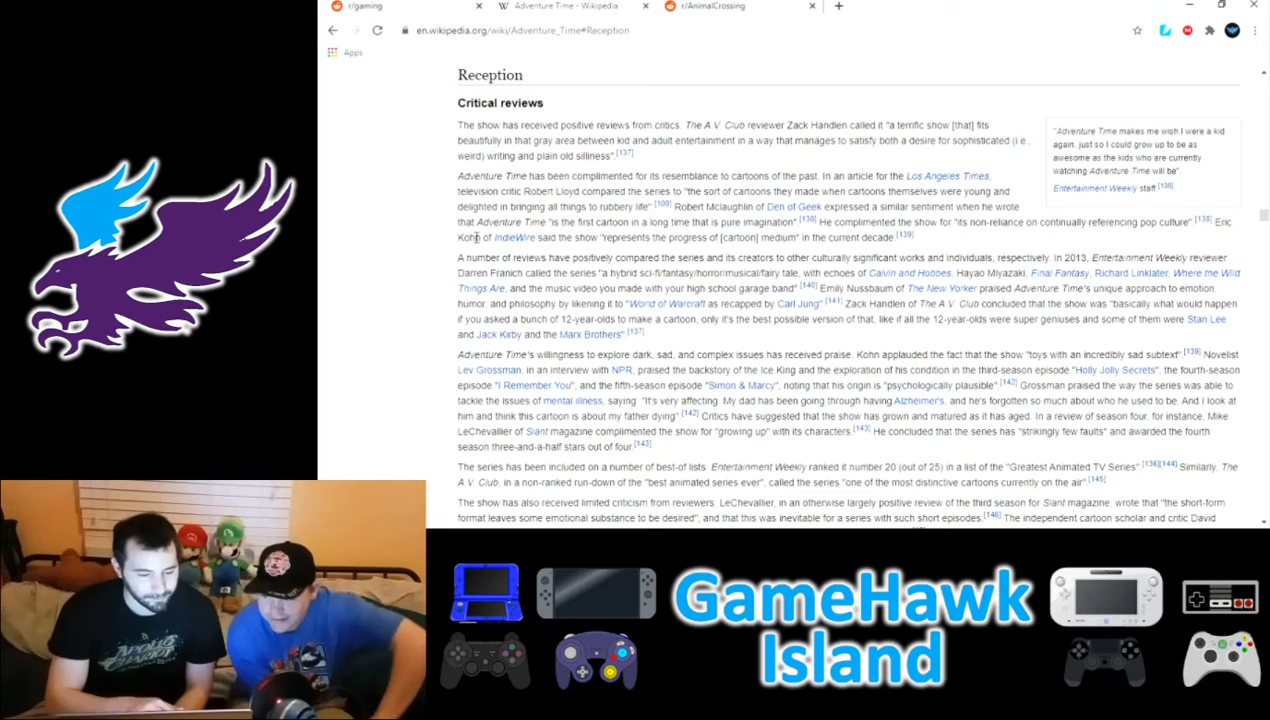 r/gaming
Adventure Time - Wikipedia
r/AnimalCrossing
en.wikipedia.org/wiki/Adventure_Time#Reception
Apps
Reception
Critical reviews
The show has received positive reviews from critics. The A.V. Club reviewer Zack Handlen called it "a terrific show [that] fits
beautifully in that gray area between kid and adult entertainment in a way that manages to satisfy both a desire for sophisticated (i.e.,
weird) writing and plain old silliness".[137]
"Adventure Time makes me wish I were a kid
again, just so I could grow up to be as
awesome as the kids who are currently
watching Adventure Time will be".
Entertainment Weekly staff.[138]
Adventure Time has been complimented for its resemblance to cartoons of the past. In an article for the Los Angeles Times,
television critic Robert Lloyd compared the series to "the sort of cartoons they made when cartoons themselves were young and
delighted in bringing all things to rubbery life".[109] Robert Mclaughlin of Den of Geek expressed a similar sentiment when he wrote
that Adventure Time "is the first cartoon in a long time that is pure imagination".[138] He complimented the show for "its non-reliance on continually referencing pop culture".[138] Eric
Kohn of IndieWire said the show "represents the progress of [cartoon] medium" in the current decade.[139]
A number of reviews have positively compared the series and its creators to other culturally significant works and individuals, respectively. In 2013, Entertainment Weekly reviewer
Darren Franich called the series "a hybrid sci-fi/fantasy/horror/musical/fairy tale, with echoes of Calvin and Hobbes, Hayao Miyazaki, Final Fantasy, Richard Linklater, Where the Wild
Things Are, and the music video you made with your high school garage band".[140] Emily Nussbaum of The New Yorker praised Adventure Time's unique approach to emotion,
humor, and philosophy by likening it to "World of Warcraft as recapped by Carl Jung".[141] Zack Handlen of The A.V. Club concluded that the show was "basically what would happen
if you asked a bunch of 12-year-olds to make a cartoon, only it's the best possible version of that, like if all the 12-year-olds were super geniuses and some of them were Stan Lee
and Jack Kirby and the Marx Brothers".[137]
Adventure Time's willingness to explore dark, sad, and complex issues has received praise. Kohn applauded the fact that the show "toys with an incredibly sad subtext".[139] Novelist
Lev Grossman, in an interview with NPR, praised the backstory of the Ice King and the exploration of his condition in the third-season episode "Holly Jolly Secrets", the fourth-season
episode "I Remember You", and the fifth-season episode "Simon & Marcy", noting that his origin is "psychologically plausible".[142] Grossman praised the way the series was able to
tackle the issues of mental illness, saying: "It's very affecting. My dad has been going through having Alzheimer's, and he's forgotten so much about who he used to be. And I look at
him and think this cartoon is about my father dying".[142] Critics have suggested that the show has grown and matured as it has aged. In a review of season four, for instance, Mike
LeChevallier of Slant magazine complimented the show for "growing up" with its characters.[143] He concluded that the series has "strikingly few faults" and awarded the fourth
season three-and-a-half stars out of four.[143]
The series has been included on a number of best-of lists. Entertainment Weekly ranked it number 20 (out of 25) in a list of the "Greatest Animated TV Series".[136][144] Similarly, The
A.V. Club, in a non-ranked run-down of the "best animated series ever", called the series "one of the most distinctive cartoons currently on the air".[145]
The show has also received limited criticism from reviewers. LeChevallier, in an otherwise largely positive review of the third season for Slant magazine, wrote that "the short-form
format leaves some emotional substance to be desired", and that this was inevitable for a series with such short episodes.[146] The independent cartoon scholar and critic David
GameHawk
Island